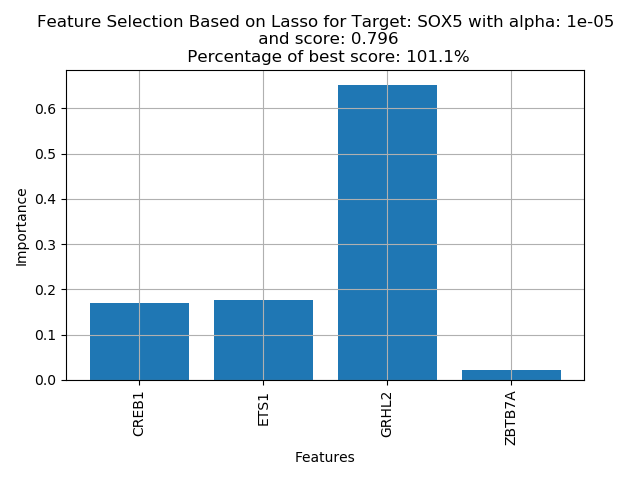 Feature Selection Based on Lasso for Target: SOX5 with alpha: 1e-05
and score: 0.796
Percentage of best score: 101.1%
0.6
0.5
0.4
0.3
0.2
0.1
0.0
Importance
CREB1
ETS1
GRHL2
ZBTB7A
Features